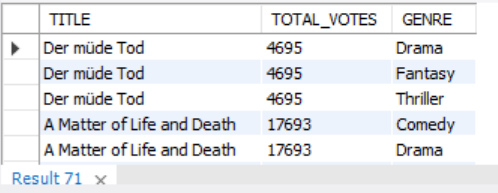 TITLE TOTAL_VOTES GENRE
Der müde Tod 4695 Drama
Der müde Tod 4695 Fantasy
Der müde Tod 4695 Thriller
A Matter of Life and Death 17693 Comedy
A Matter of Life and Death 17693 Drama
Result 71 ×